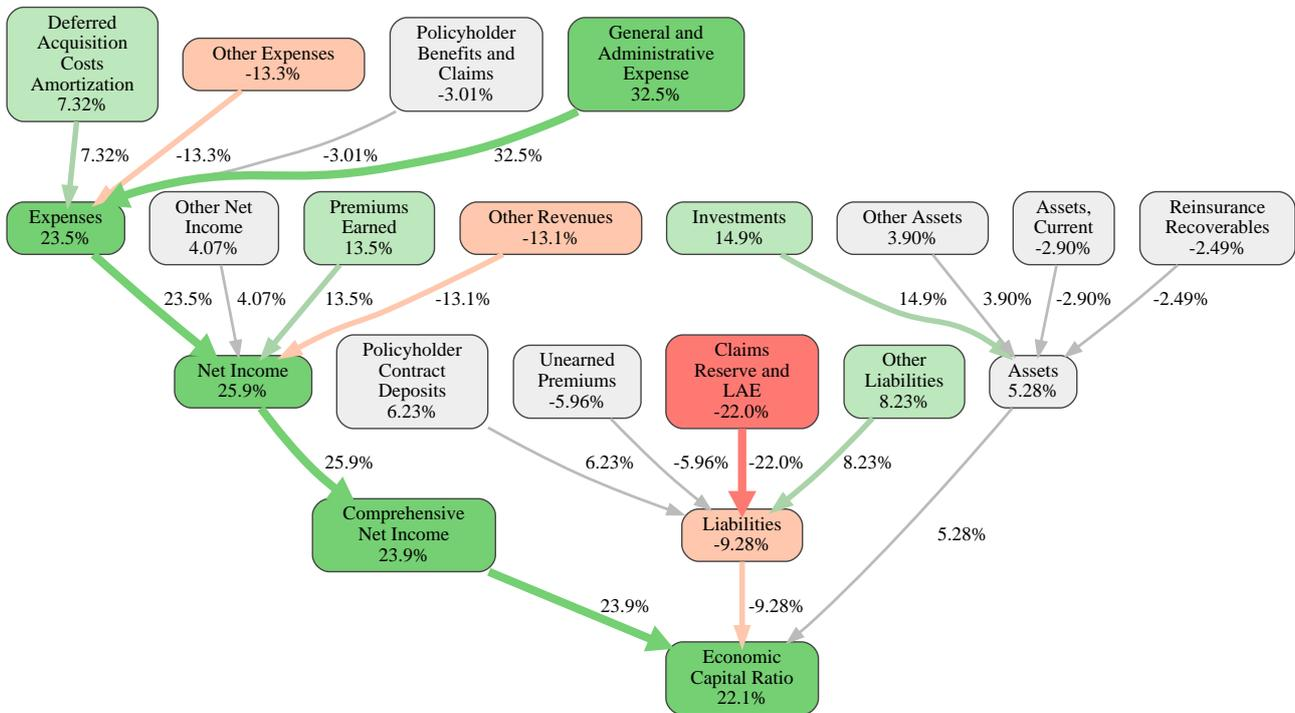 Deferred
Acquisition
Costs
Amortization
7.32%
Other Expenses
-13.3%
Policyholder
Benefits and
Claims
-3.01%
General and
Administrative
Expense
32.5%
7.32%
-13.3%
-3.01%
32.5%
Expenses
23.5%
Other Net
Income
4.07%
Premiums
Earned
13.5%
Other Revenues
-13.1%
Investments
14.9%
Other Assets
3.90%
Assets,
Current
-2.90%
Reinsurance
Recoverables
-2.49%
23.5%
4.07%
13.5%
-13.1%
14.9%
3.90%
-2.90%
-2.49%
Net Income
25.9%
Policyholder
Contract
Deposits
6.23%
Unearned
Premiums
-5.96%
Claims
Reserve and
LAE
-22.0%
Other
Liabilities
8.23%
Assets
5.28%
25.9%
6.23%
-5.96%
-22.0%
8.23%
Comprehensive
Net Income
23.9%
Liabilities
-9.28%
5.28%
23.9%
-9.28%
Economic
Capital Ratio
22.1%